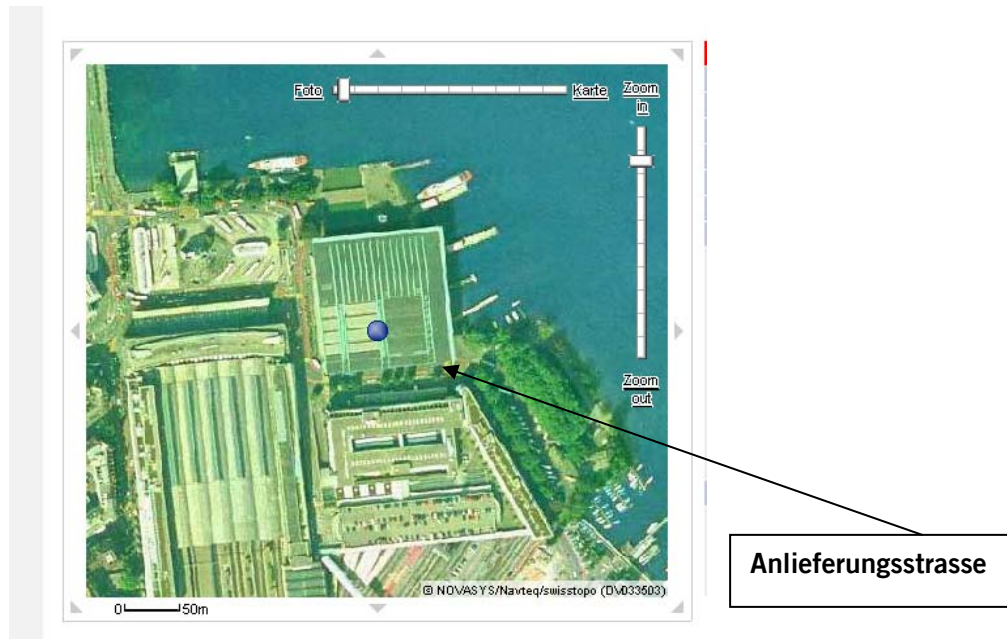 Foto
Karte
Zoom
in
Zoom
out
Anlieferungsstrasse
© NOVASYS/Navteq/swisstopo (DV033503)
0 50m